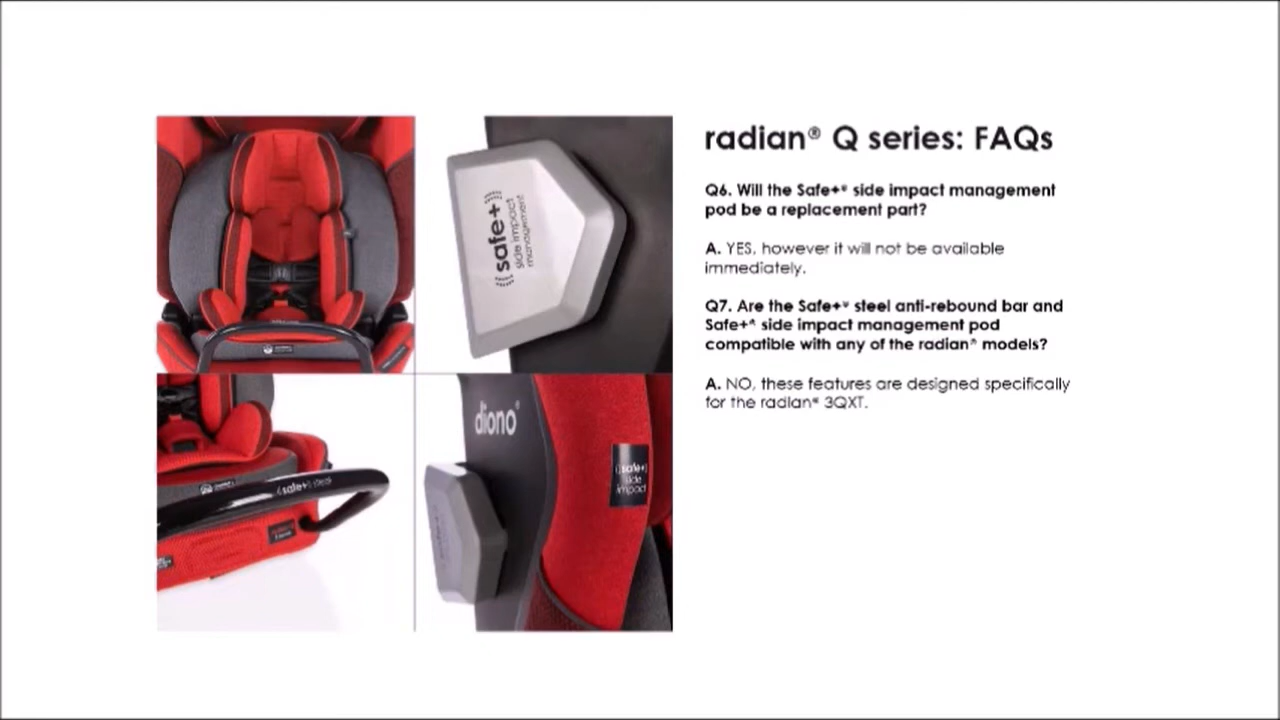 radian® Q series: FAQs
Q6. Will the Safe+® side impact management
pod be a replacement part?
A. YES, however it will not be available
immediately.
Q7. Are the Safe+® steel anti-rebound bar and
Safe+® side impact management pod
compatible with any of the radian® models?
A. NO, these features are designed specifically
for the radian® 3QXT.
((safe+))
side impact
management
diono®
((safe+))
side
impact
((safe+)) steel